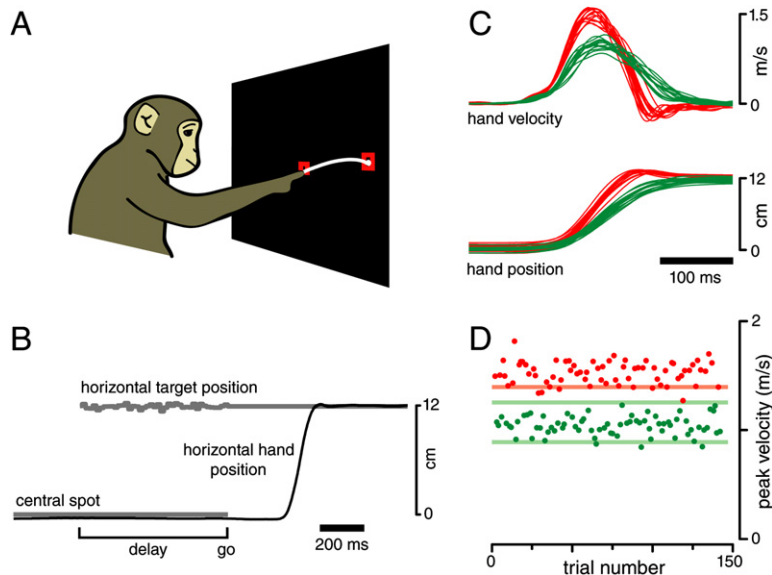 A
B
horizontal target position
horizontal hand
position
central spot
delay
go
12
cm
0
200 ms
C
hand velocity
1.5
m/s
0
hand position
12
cm
0
100 ms
D
2
1
0
peak velocity (m/s)
0
150
trial number